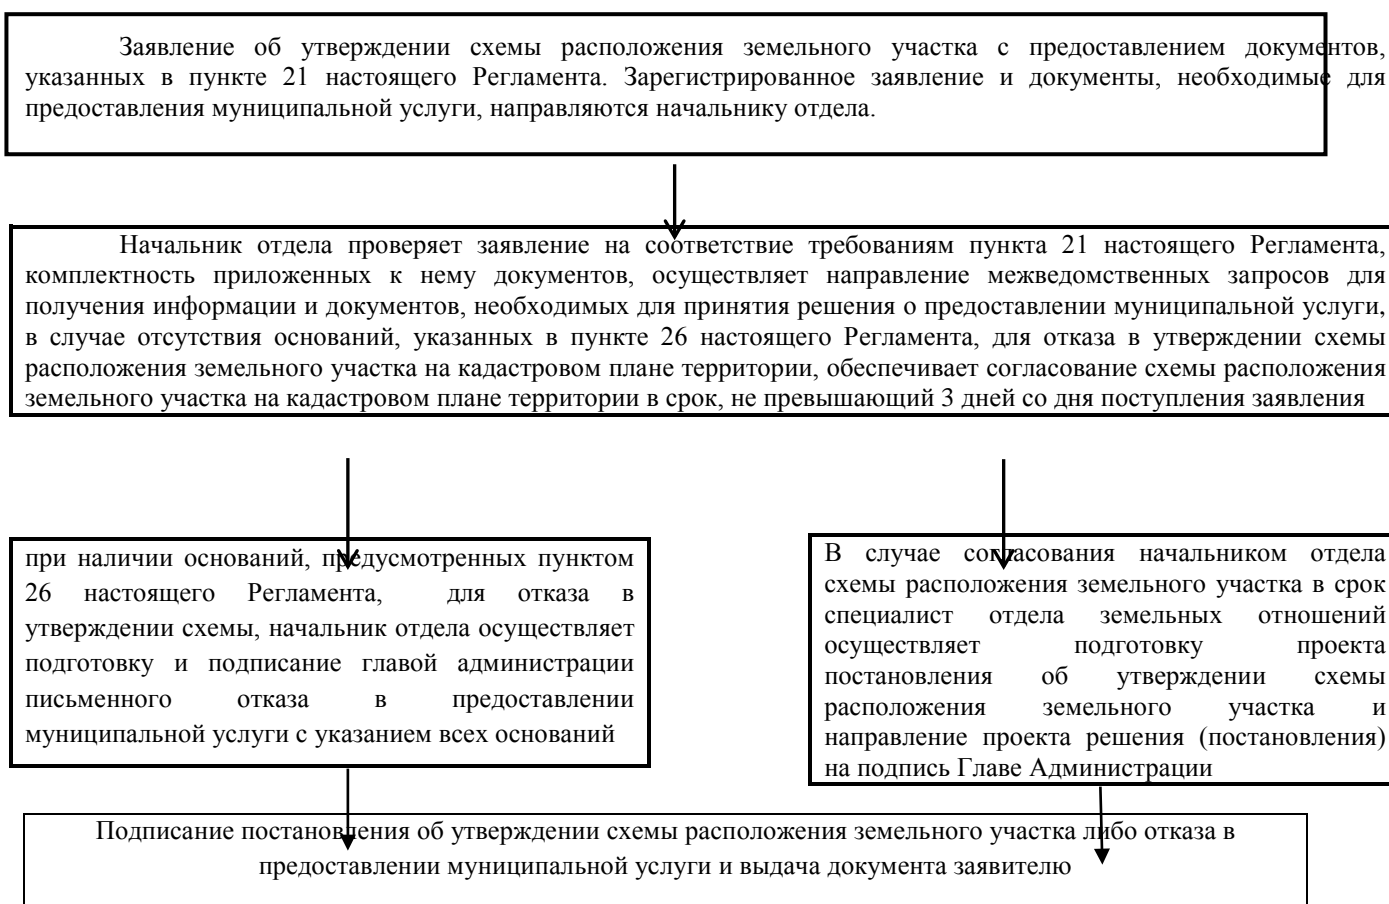 Заявление об утверждении схемы расположения земельного участка с предоставлением документов,
указанных в пункте 21 настоящего Регламента. Зарегистрированное заявление и документы, необходимые для
предоставления муниципальной услуги, направляются начальнику отдела.
Начальник отдела проверяет заявление на соответствие требованиям пункта 21 настоящего Регламента,
комплектность приложенных к нему документов, осуществляет направление межведомственных запросов для
получения информации и документов, необходимых для принятия решения о предоставлении муниципальной услуги,
в случае отсутствия оснований, указанных в пункте 26 настоящего Регламента, для отказа в утверждении схемы
расположения земельного участка на кадастровом плане территории, обеспечивает согласование схемы расположения
земельного участка на кадастровом плане территории в срок, не превышающий 3 дней со дня поступления заявления
при наличии оснований, предусмотренных пунктом
26 настоящего Регламента, для отказа в
утверждении схемы, начальник отдела осуществляет
подготовку и подписание главой администрации
письменного отказа в предоставлении
муниципальной услуги с указанием всех оснований
В случае согласования начальником отдела
схемы расположения земельного участка в срок
специалист отдела земельных отношений
осуществляет подготовку проекта
постановления об утверждении схемы
расположения земельного участка и
направление проекта решения (постановления)
на подпись Главе Администрации
Подписание постановления об утверждении схемы расположения земельного участка либо отказа в
предоставлении муниципальной услуги и выдача документа заявителю